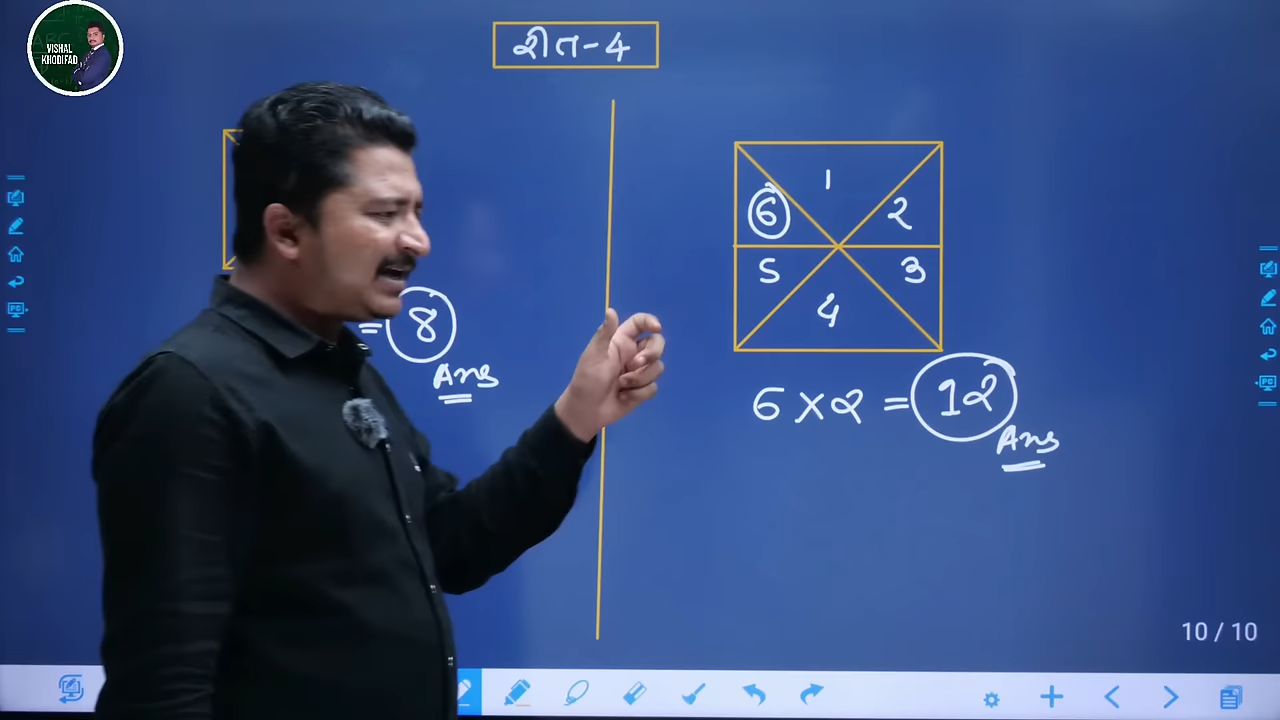 VISHAL
KHODIFAD
રીત-4
1
6
2
5
3
4
= 8
Ans
6 × 2 = 12
Ans
10 / 10